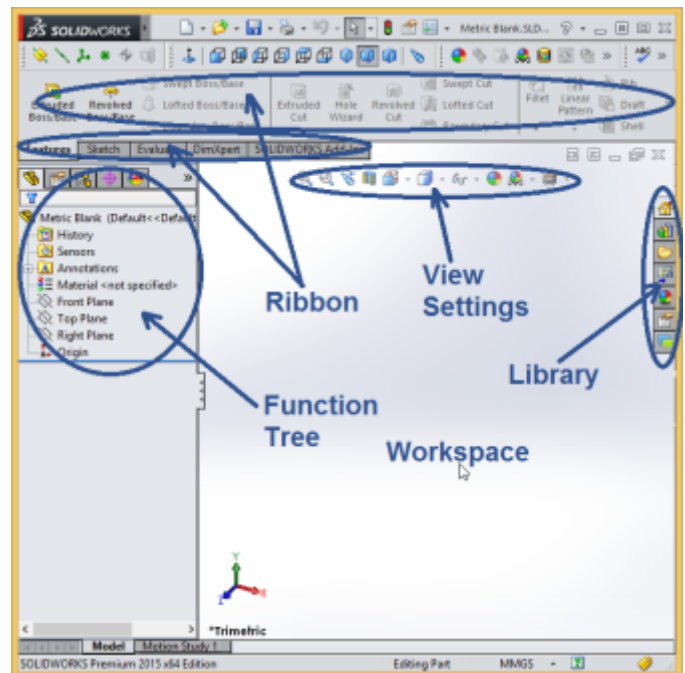 SOLIDWORKS
Metric Blank.SLD...
Swept Boss/Base
Swept Cut
Rib
Extruded Boss/Base
Revolved Boss/Base
Lofted Boss/Base
Extruded Cut
Hole Wizard
Revolved Cut
Lofted Cut
Fillet
Linear Pattern
Draft
Shell
Features
Sketch
Evaluate
DimXpert
SOLIDWORKS Add-Ins
Metric Blank (Default<<Default
History
Sensors
Annotations
Material <not specified>
Front Plane
Top Plane
Right Plane
Origin
Ribbon
View
Settings
Library
Function
Tree
Workspace
Y
*Trimetric
Model
Motion Study 1
SOLIDWORKS Premium 2015 x64 Edition
Editing Part
MMGS